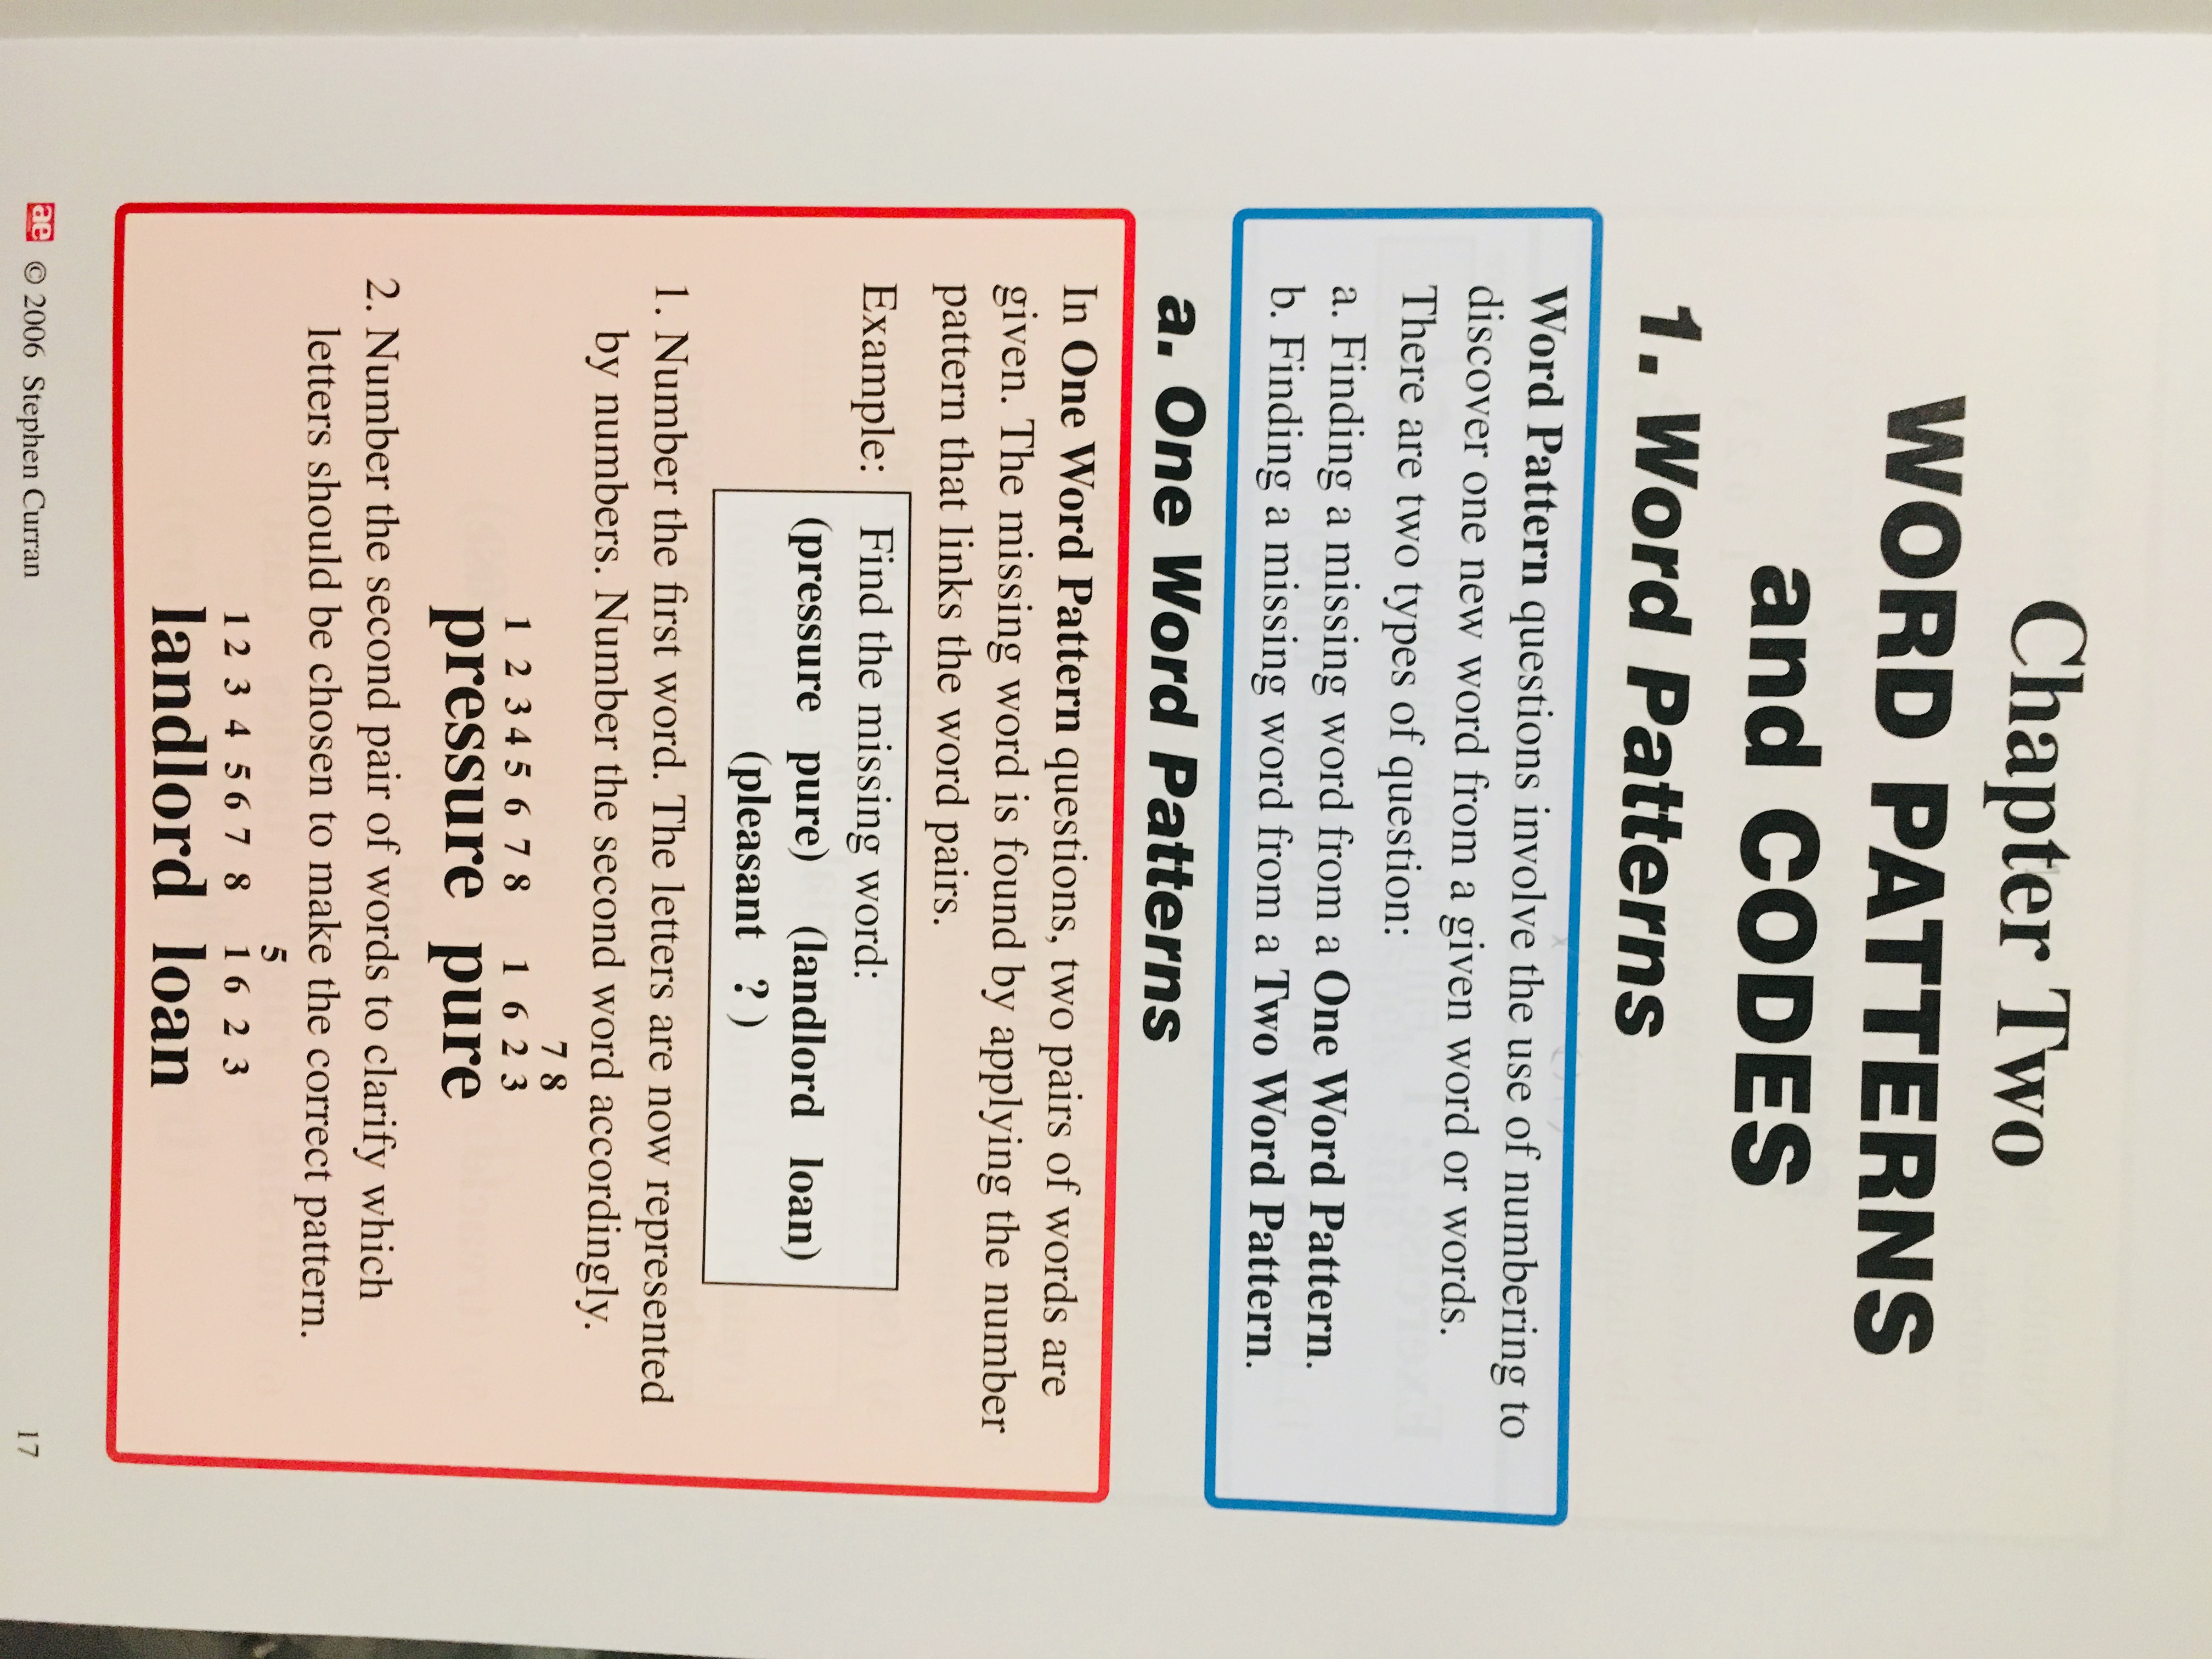 Chapter Two
WORD PATTERNS
and CODES
1. Word Patterns
Word Pattern questions involve the use of numbering to
discover one new word from a given word or words.
There are two types of question:
a. Finding a missing word from a One Word Pattern.
b. Finding a missing word from a Two Word Pattern.
a. One Word Patterns
In One Word Pattern questions, two pairs of words are
given. The missing word is found by applying the number
pattern that links the word pairs.
Example: Find the missing word:
(pressure pure) (landlord loan)
(pleasant ? )
1. Number the first word. The letters are now represented
by numbers. Number the second word accordingly.
7 8
1 2 3 4 5 6 7 8 1 6 2 3
pressure pure
2. Number the second pair of words to clarify which
letters should be chosen to make the correct pattern.
5
1 2 3 4 5 6 7 8 1 6 2 3
landlord loan
ae © 2006 Stephen Curran 17